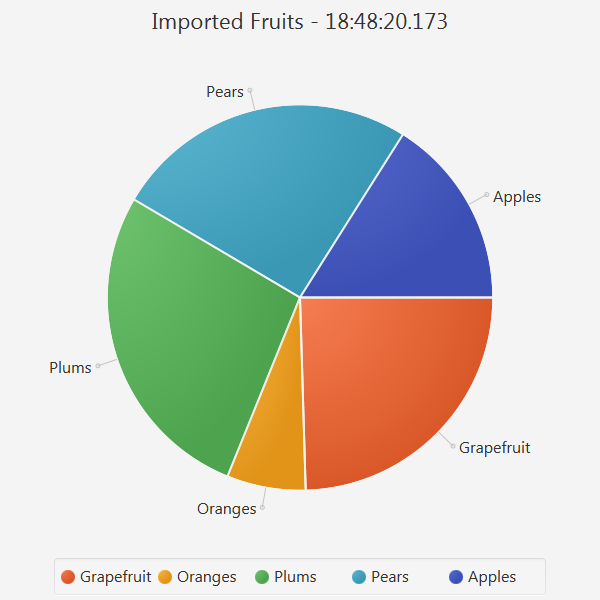 Imported Fruits - 18:48:20.173
Pears
Apples
Plums
Grapefruit
Oranges
Grapefruit Oranges Plums Pears Apples